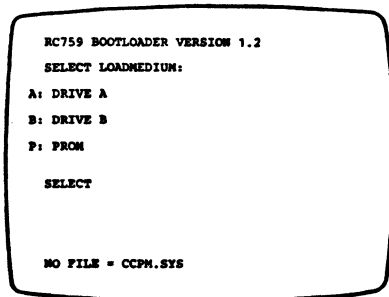 RC759 BOOTLOADER VERSION 1.2
SELECT LOADMEDIUM:
A: DRIVE A
B: DRIVE B
P: PROM
SELECT
NO FILE = CCPM.SYS